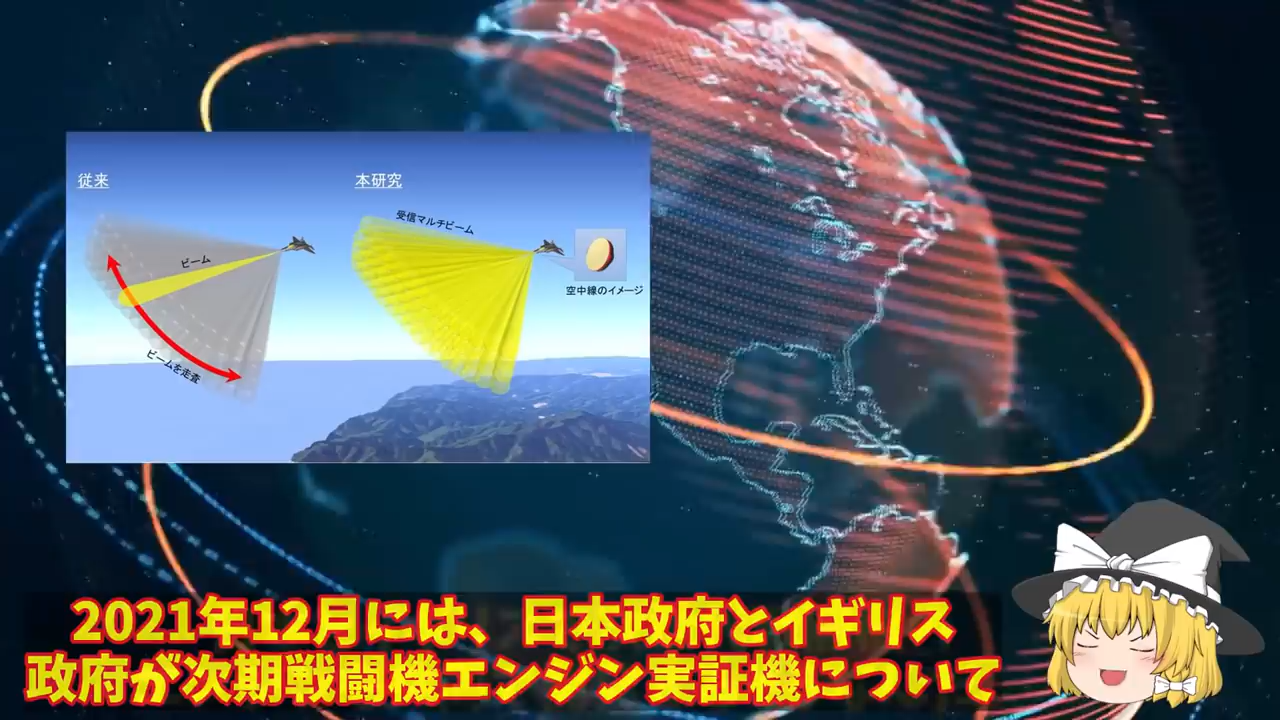 従来
本研究
受信マルチビーム
ビーム
空中線のイメージ
ビームを走査
2021年12月には、日本政府とイギリス
政府が次期戦闘機エンジン実証機について